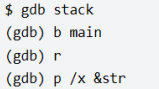 $ gdb stack
(gdb) b main
(gdb) r
(gdb) p /x &str